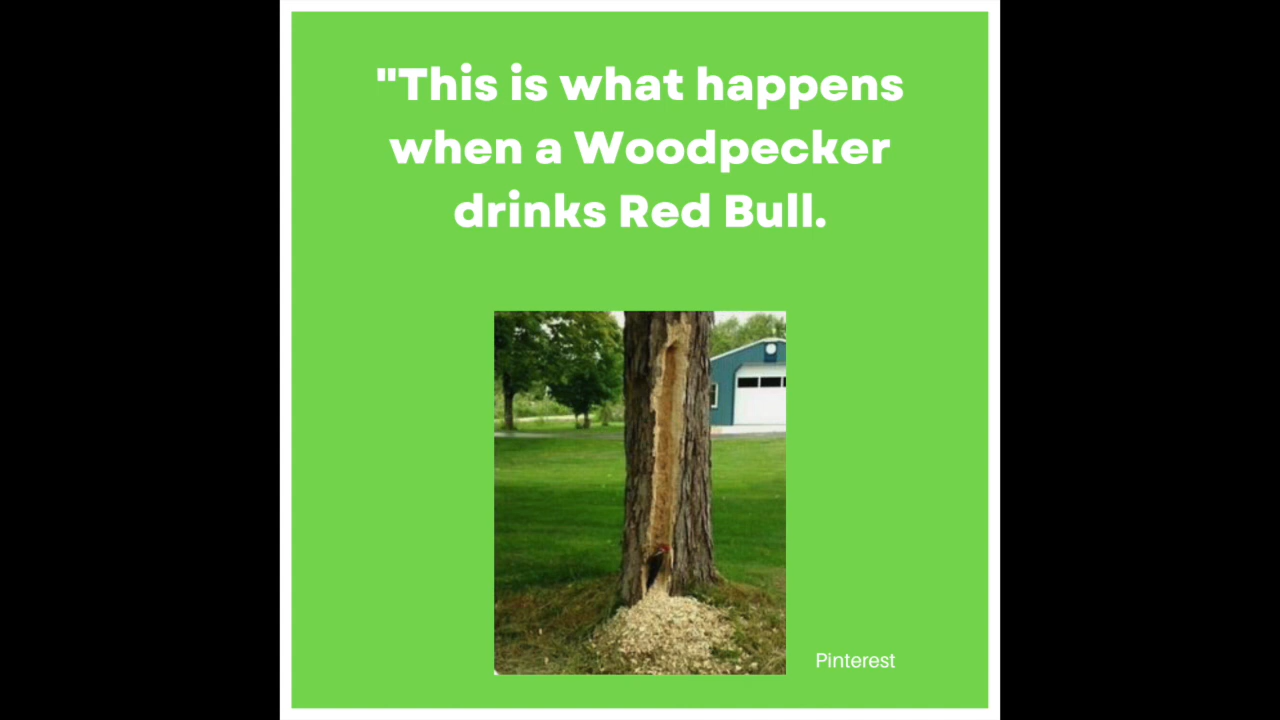 "This is what happens
when a Woodpecker
drinks Red Bull.
Pinterest